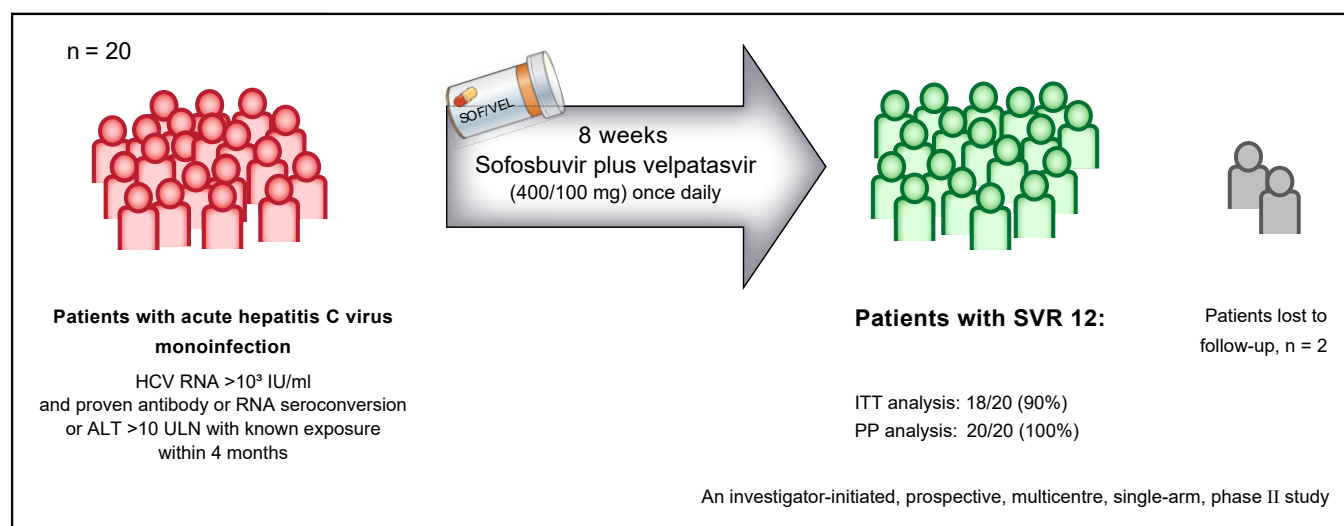 n = 20
SOF/VEL
8 weeks
Sofosbuvir plus velpatasvir
(400/100 mg) once daily
Patients with acute hepatitis C virus
monoinfection
HCV RNA >10³ IU/ml
and proven antibody or RNA seroconversion
or ALT >10 ULN with known exposure
within 4 months
Patients with SVR 12:
ITT analysis: 18/20 (90%)
PP analysis: 20/20 (100%)
Patients lost to
follow-up, n = 2
An investigator-initiated, prospective, multicentre, single-arm, phase II study